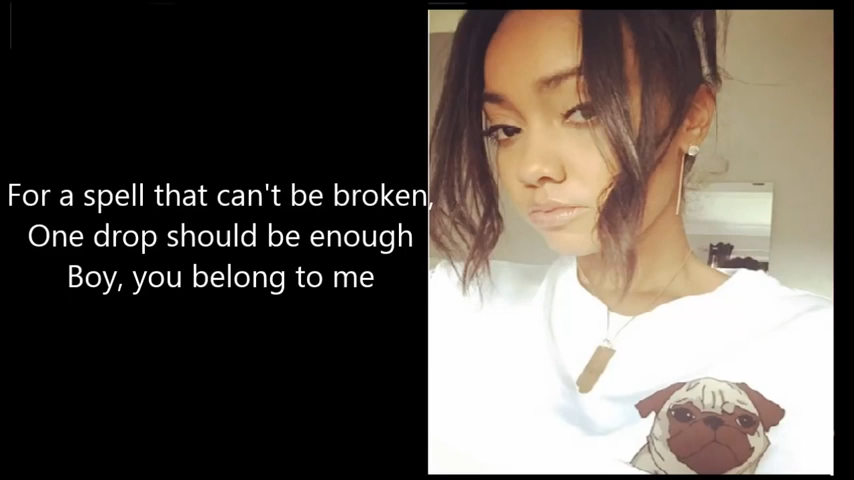 For a spell that can't be broken,
One drop should be enough
Boy, you belong to me